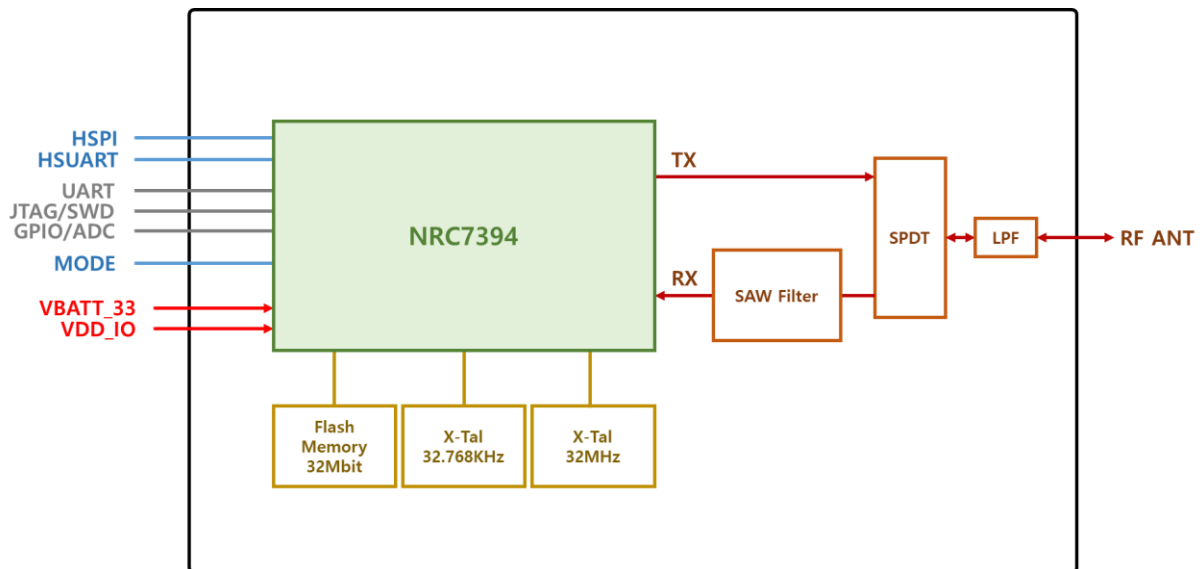 HSPI
HSUART
UART
JTAG/SWD
GPIO/ADC
MODE
VBATT_33
VDD_IO
NRC7394
TX
RX
SAW Filter
SPDT
LPF
RF ANT
Flash
Memory
32Mbit
X-Tal
32.768KHz
X-Tal
32MHz